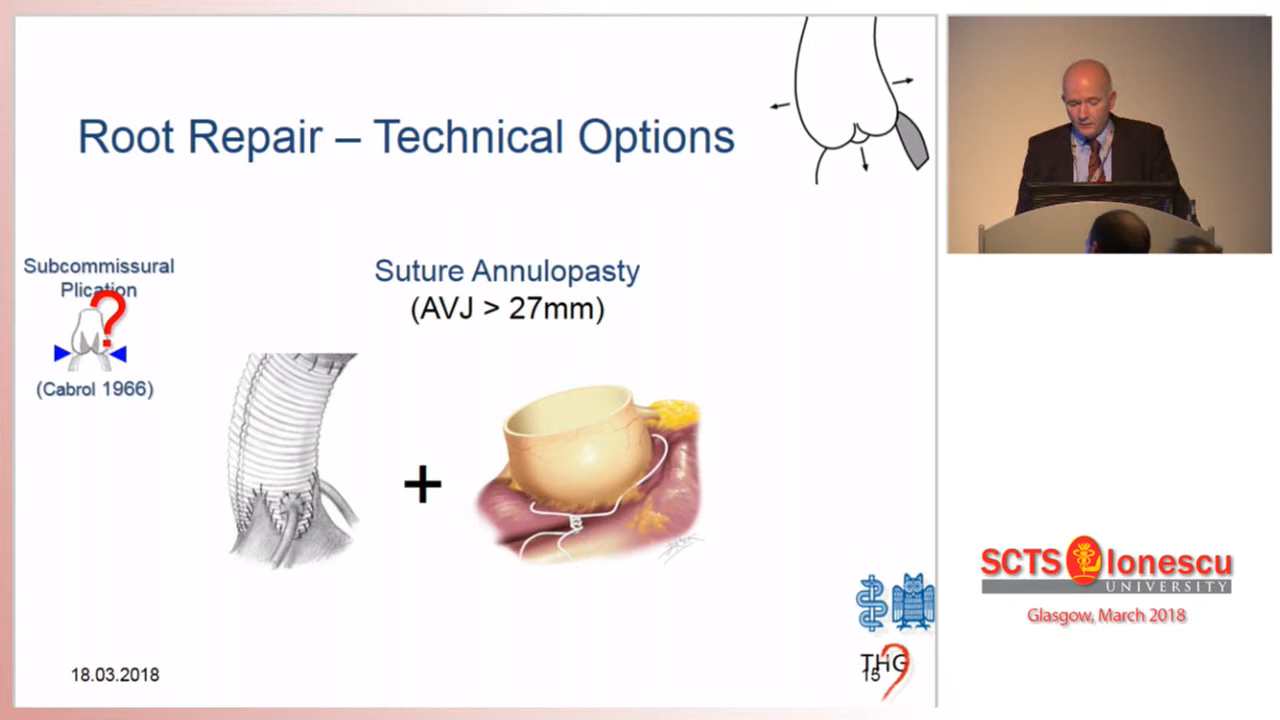 Root Repair – Technical Options
Subcommissural
Plication
?
(Cabrol 1966)
Suture Annulopasty
(AVJ > 27mm)
+
18.03.2018
THG
15
SCTS Ionescu
UNIVERSITY
Glasgow, March 2018